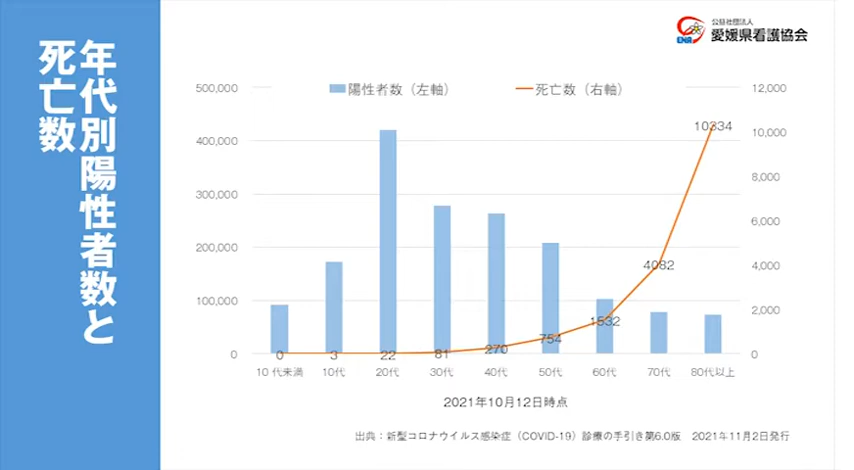 年代別陽性者数と
死亡数
公益社団法人
愛媛県看護協会
ENA
陽性者数（左軸）
死亡数（右軸）
500,000
400,000
300,000
200,000
100,000
0
12,000
10,000
8,000
6,000
4,000
2,000
0
0
3
22
81
270
754
1532
4082
10334
10 代未満
10代
20代
30代
40代
50代
60代
70代
80代以上
2021年10月12日時点
出典：新型コロナウイルス感染症（COVID-19）診療の手引き第6.0版　2021年11月2日発行